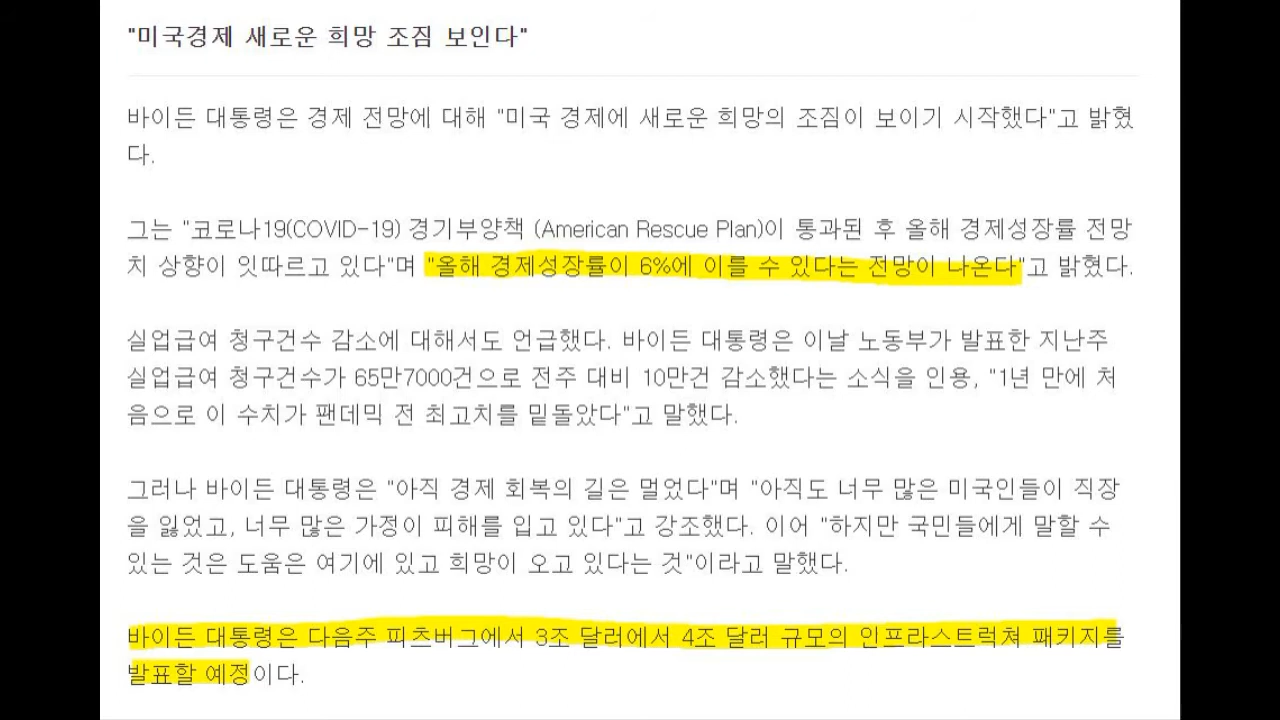 "미국경제 새로운 희망 조짐 보인다"
바이든 대통령은 경제 전망에 대해 "미국 경제에 새로운 희망의 조짐이 보이기 시작했다"고 밝혔
다.
그는 "코로나19(COVID-19) 경기부양책 (American Rescue Plan)이 통과된 후 올해 경제성장률 전망
치 상향이 잇따르고 있다"며 "올해 경제성장률이 6%에 이를 수 있다는 전망이 나온다"고 밝혔다.
실업급여 청구건수 감소에 대해서도 언급했다. 바이든 대통령은 이날 노동부가 발표한 지난주
실업급여 청구건수가 65만7000건으로 전주 대비 10만건 감소했다는 소식을 인용, "1년 만에 처
음으로 이 수치가 팬데믹 전 최고치를 밑돌았다"고 말했다.
그러나 바이든 대통령은 "아직 경제 회복의 길은 멀었다"며 "아직도 너무 많은 미국인들이 직장
을 잃었고, 너무 많은 가정이 피해를 입고 있다"고 강조했다. 이어 "하지만 국민들에게 말할 수
있는 것은 도움은 여기에 있고 희망이 오고 있다는 것"이라고 말했다.
바이든 대통령은 다음주 피츠버그에서 3조 달러에서 4조 달러 규모의 인프라스트럭쳐 패키지를
발표할 예정이다.